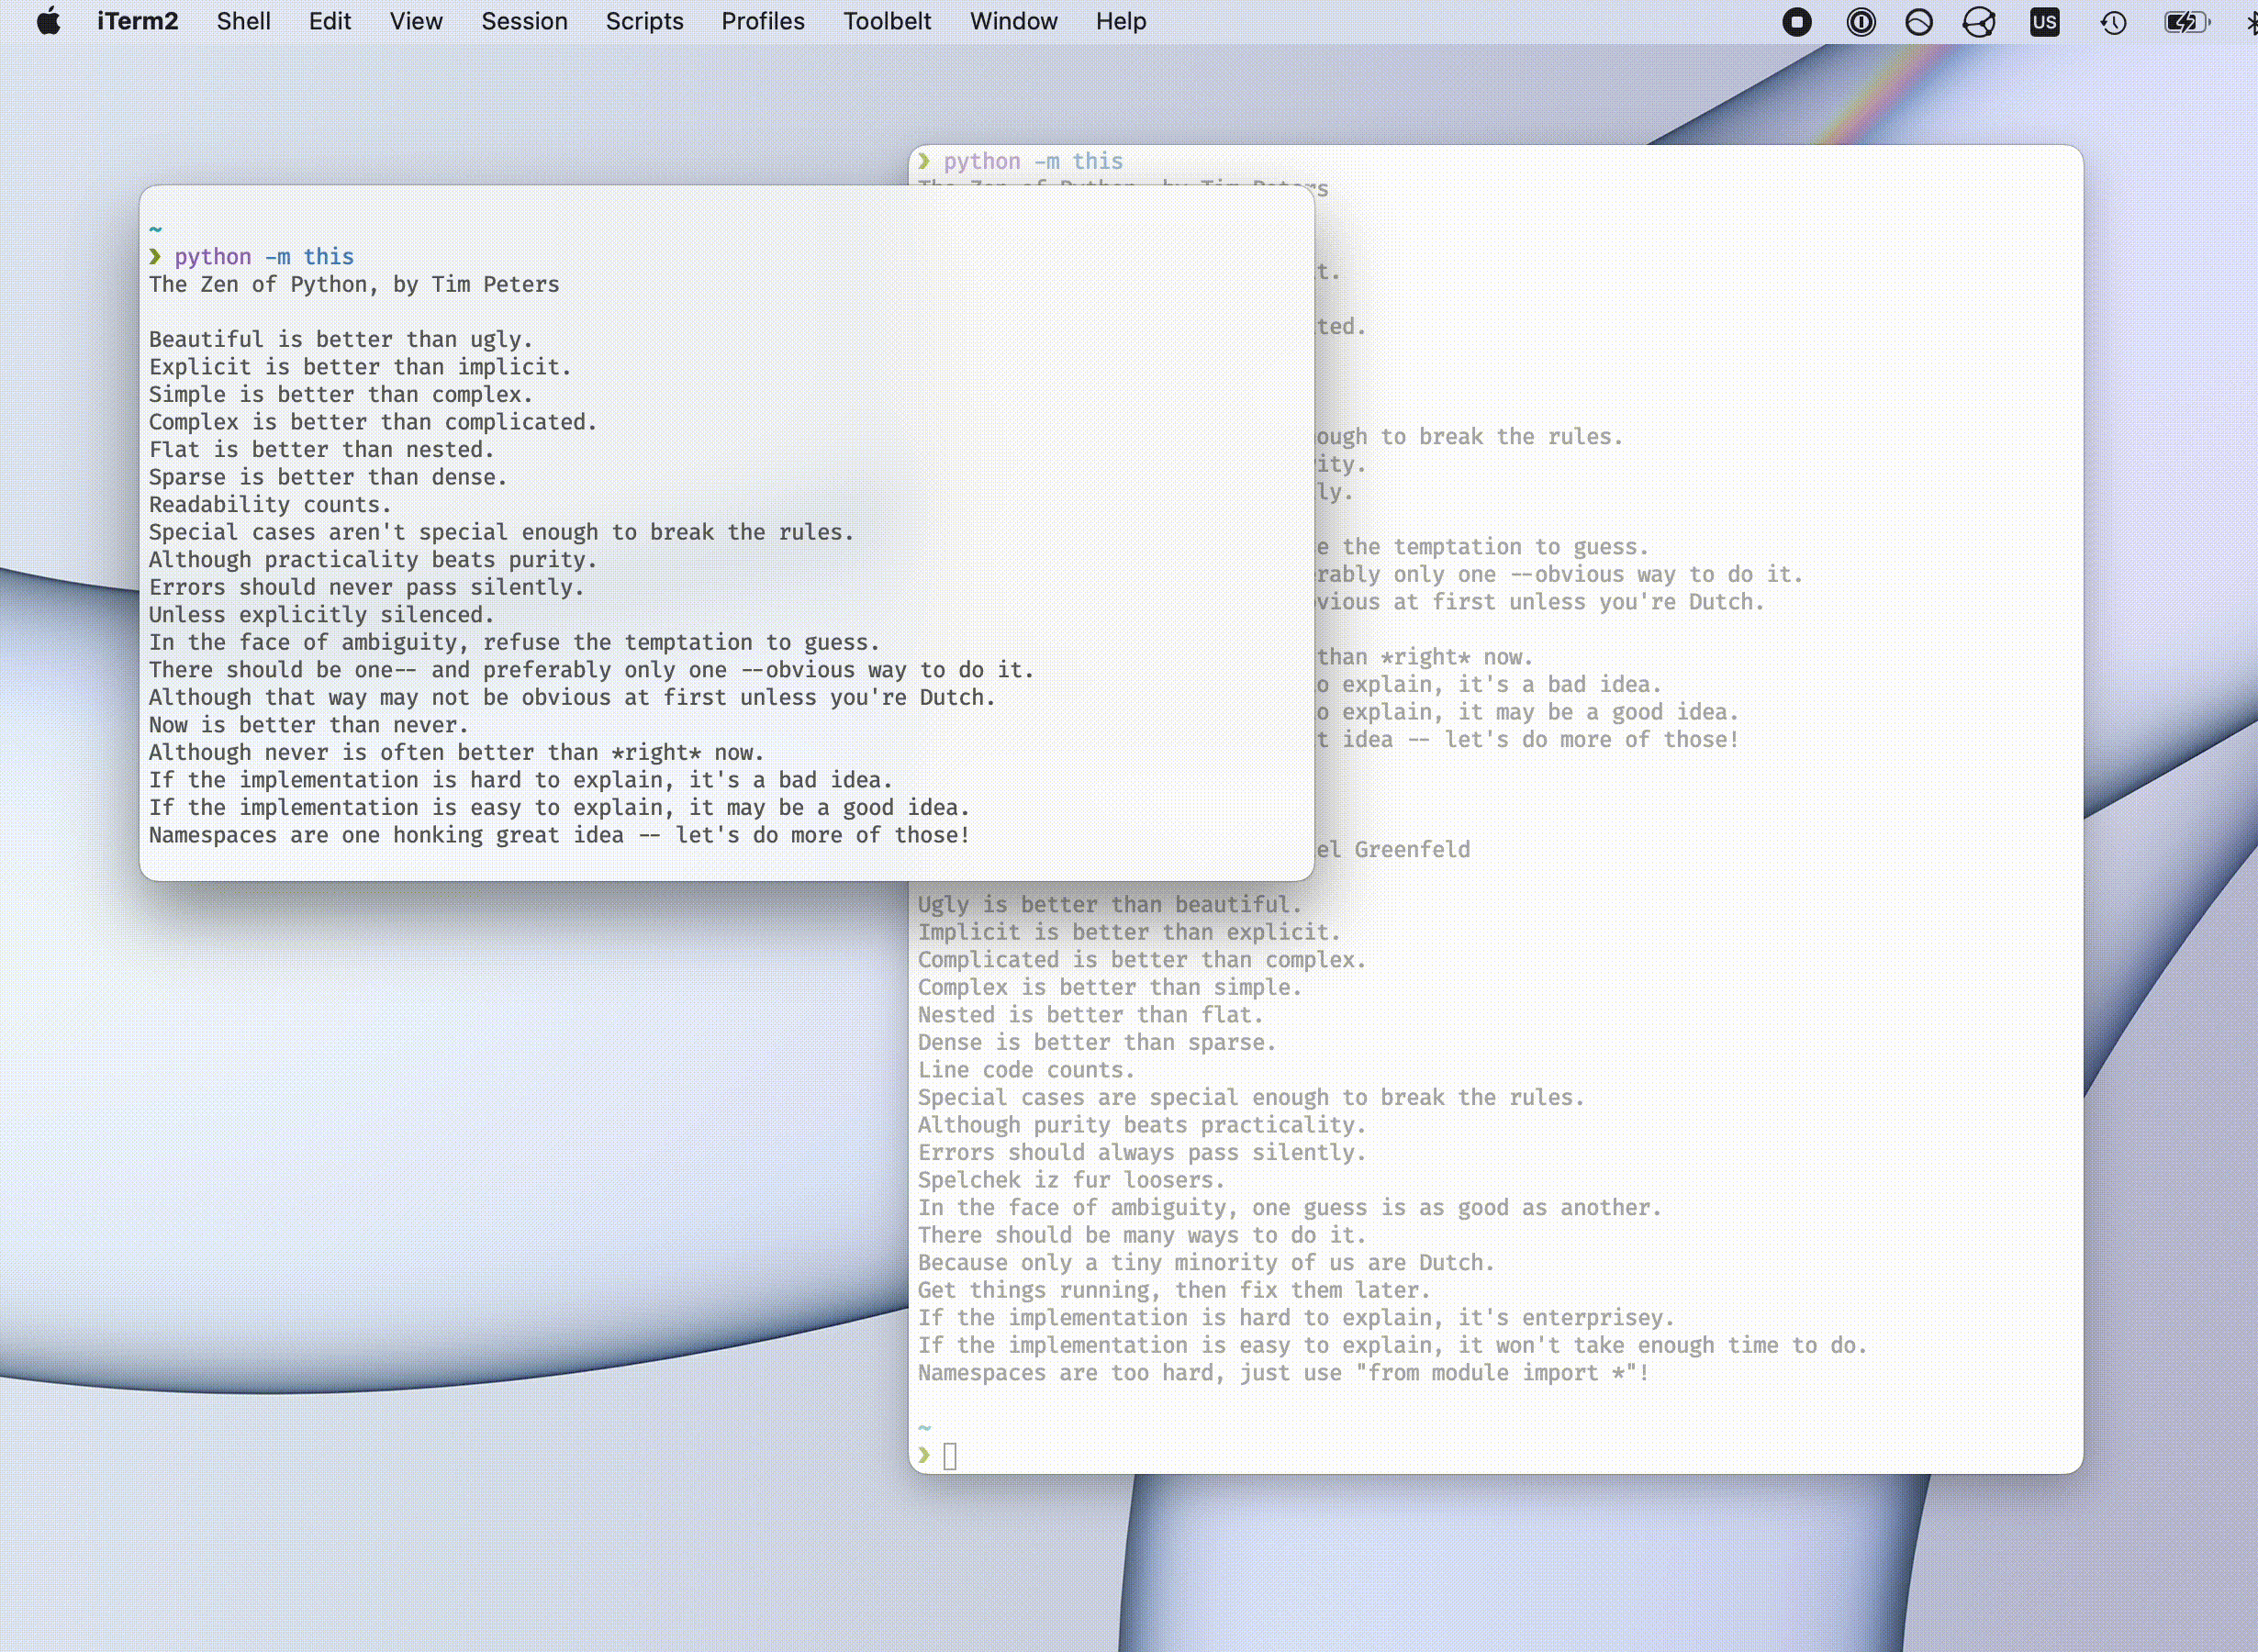 iTerm2 Shell Edit View Session Scripts Profiles Toolbelt Window Help
US
~
❯ python -m this
The Zen of Python, by Tim Peters
Beautiful is better than ugly.
Explicit is better than implicit.
Simple is better than complex.
Complex is better than complicated.
Flat is better than nested.
Sparse is better than dense.
Readability counts.
Special cases aren't special enough to break the rules.
Although practicality beats purity.
Errors should never pass silently.
Unless explicitly silenced.
In the face of ambiguity, refuse the temptation to guess.
There should be one-- and preferably only one --obvious way to do it.
Although that way may not be obvious at first unless you're Dutch.
Now is better than never.
Although never is often better than *right* now.
If the implementation is hard to explain, it's a bad idea.
If the implementation is easy to explain, it may be a good idea.
Namespaces are one honking great idea -- let's do more of those!
❯ python -m this
The Zen of Python, by Tim Peters
t.
ted.
ough to break the rules.
ity.
ly.
e the temptation to guess.
rably only one --obvious way to do it.
vious at first unless you're Dutch.
than *right* now.
o explain, it's a bad idea.
o explain, it may be a good idea.
t idea -- let's do more of those!
el Greenfeld
Ugly is better than beautiful.
Implicit is better than explicit.
Complicated is better than complex.
Complex is better than simple.
Nested is better than flat.
Dense is better than sparse.
Line code counts.
Special cases are special enough to break the rules.
Although purity beats practicality.
Errors should always pass silently.
Spelchek iz fur loosers.
In the face of ambiguity, one guess is as good as another.
There should be many ways to do it.
Because only a tiny minority of us are Dutch.
Get things running, then fix them later.
If the implementation is hard to explain, it's enterprisey.
If the implementation is easy to explain, it won't take enough time to do.
Namespaces are too hard, just use "from module import *"!
~
❯